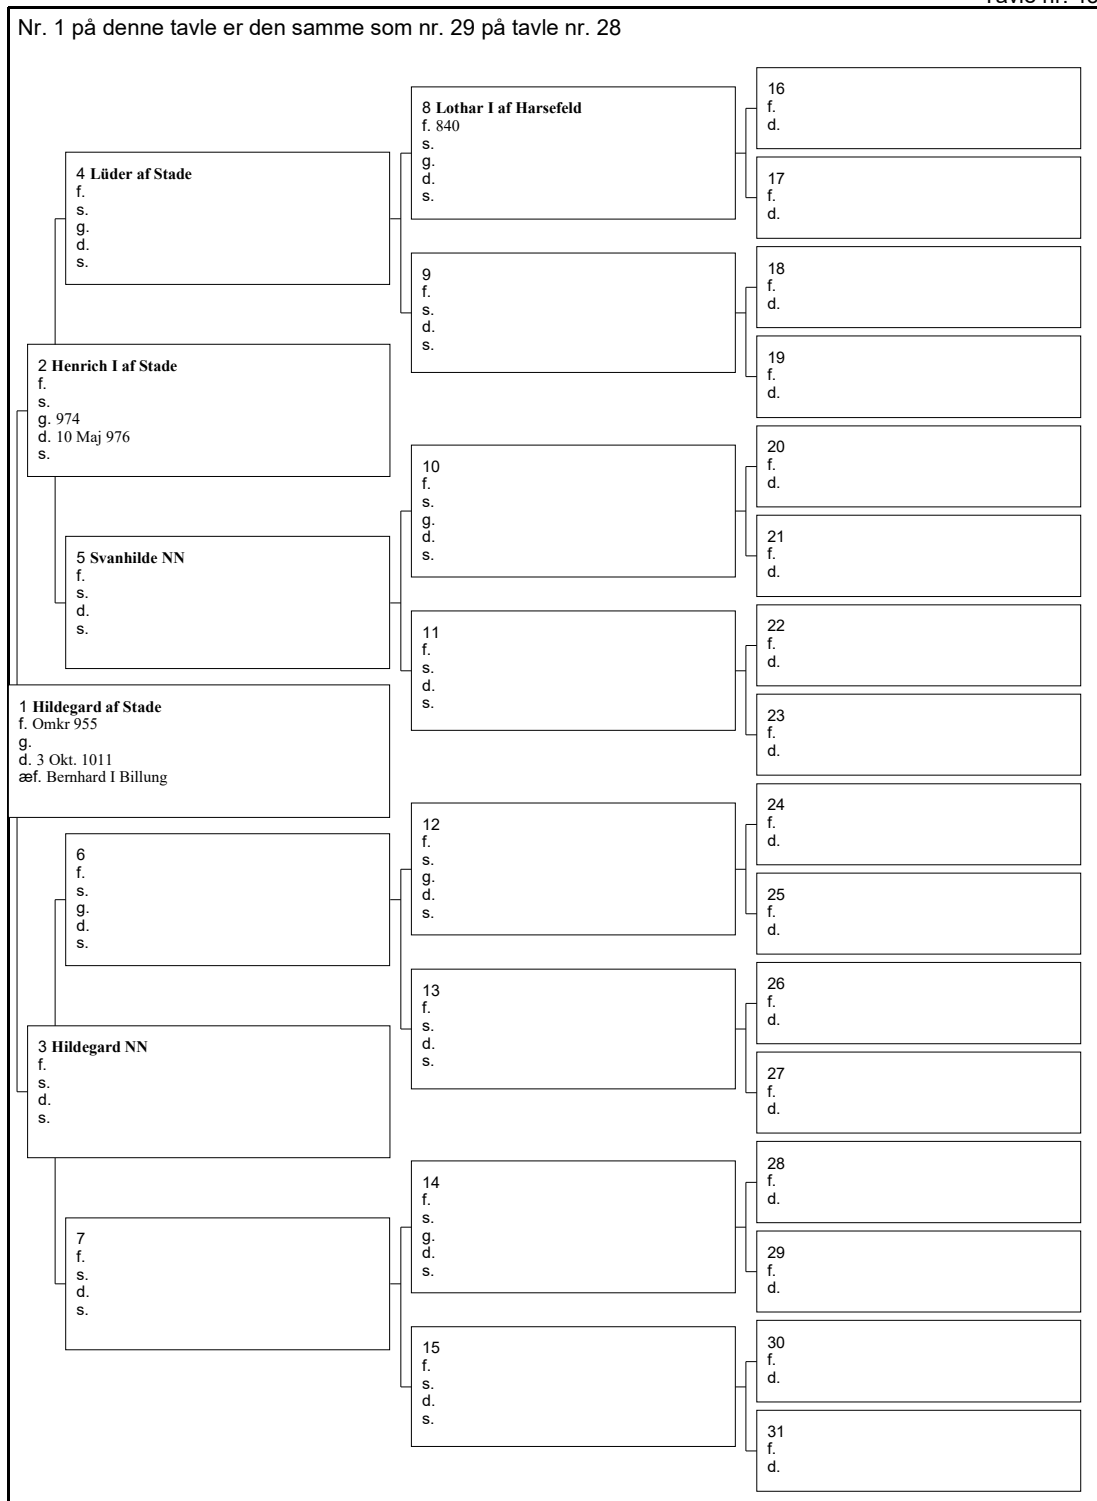 Nr. 1 på denne tavle er den samme som nr. 29 på tavle nr. 28
16
f.
d.
8 Lothar I af Harsefeld
f. 840
s.
g.
d.
s.
17
f.
d.
4 Lüder af Stade
f.
s.
g.
d.
s.
18
f.
d.
9
f.
s.
d.
s.
19
f.
d.
2 Henrich I af Stade
f.
s.
g. 974
d. 10 Maj 976
s.
20
f.
d.
10
f.
s.
g.
d.
s.
21
f.
d.
5 Svanhilde NN
f.
s.
d.
s.
22
f.
d.
11
f.
s.
d.
s.
23
f.
d.
1 Hildegard af Stade
f. Omkr 955
g.
d. 3 Okt. 1011
æf. Bernhard I Billung
24
f.
d.
12
f.
s.
g.
d.
s.
25
f.
d.
6
f.
s.
g.
d.
s.
26
f.
d.
13
f.
s.
d.
s.
27
f.
d.
3 Hildegard NN
f.
s.
d.
s.
28
f.
d.
14
f.
s.
g.
d.
s.
29
f.
d.
7
f.
s.
d.
s.
30
f.
d.
15
f.
s.
d.
s.
31
f.
d.